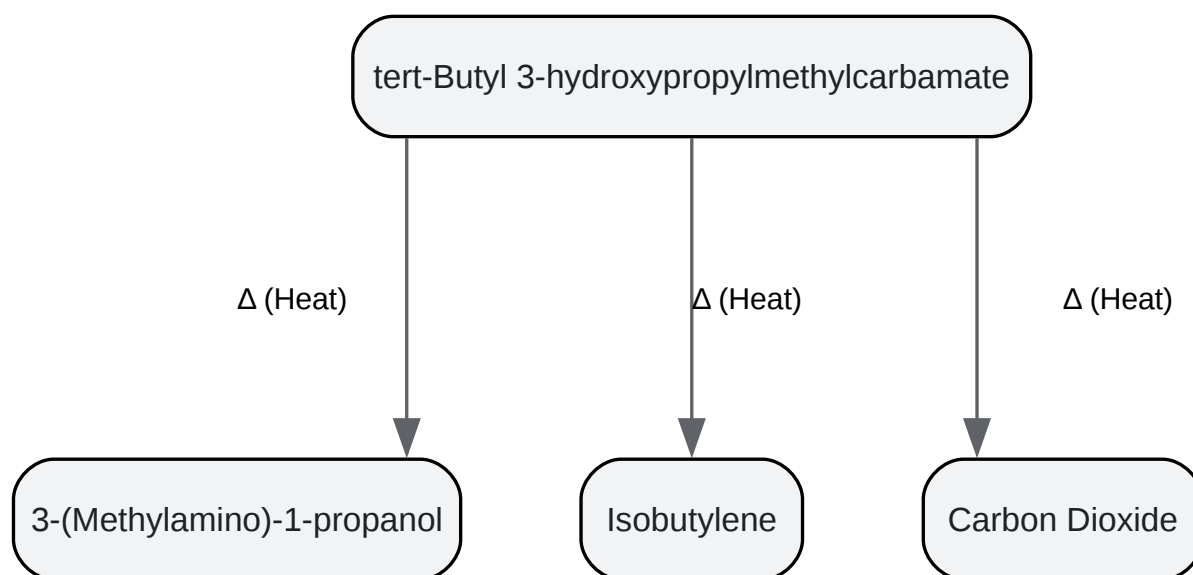 tert-Butyl 3-hydroxypropylmethylcarbamate
Δ (Heat)
Δ (Heat)
Δ (Heat)
3-(Methylamino)-1-propanol
Isobutylene
Carbon Dioxide